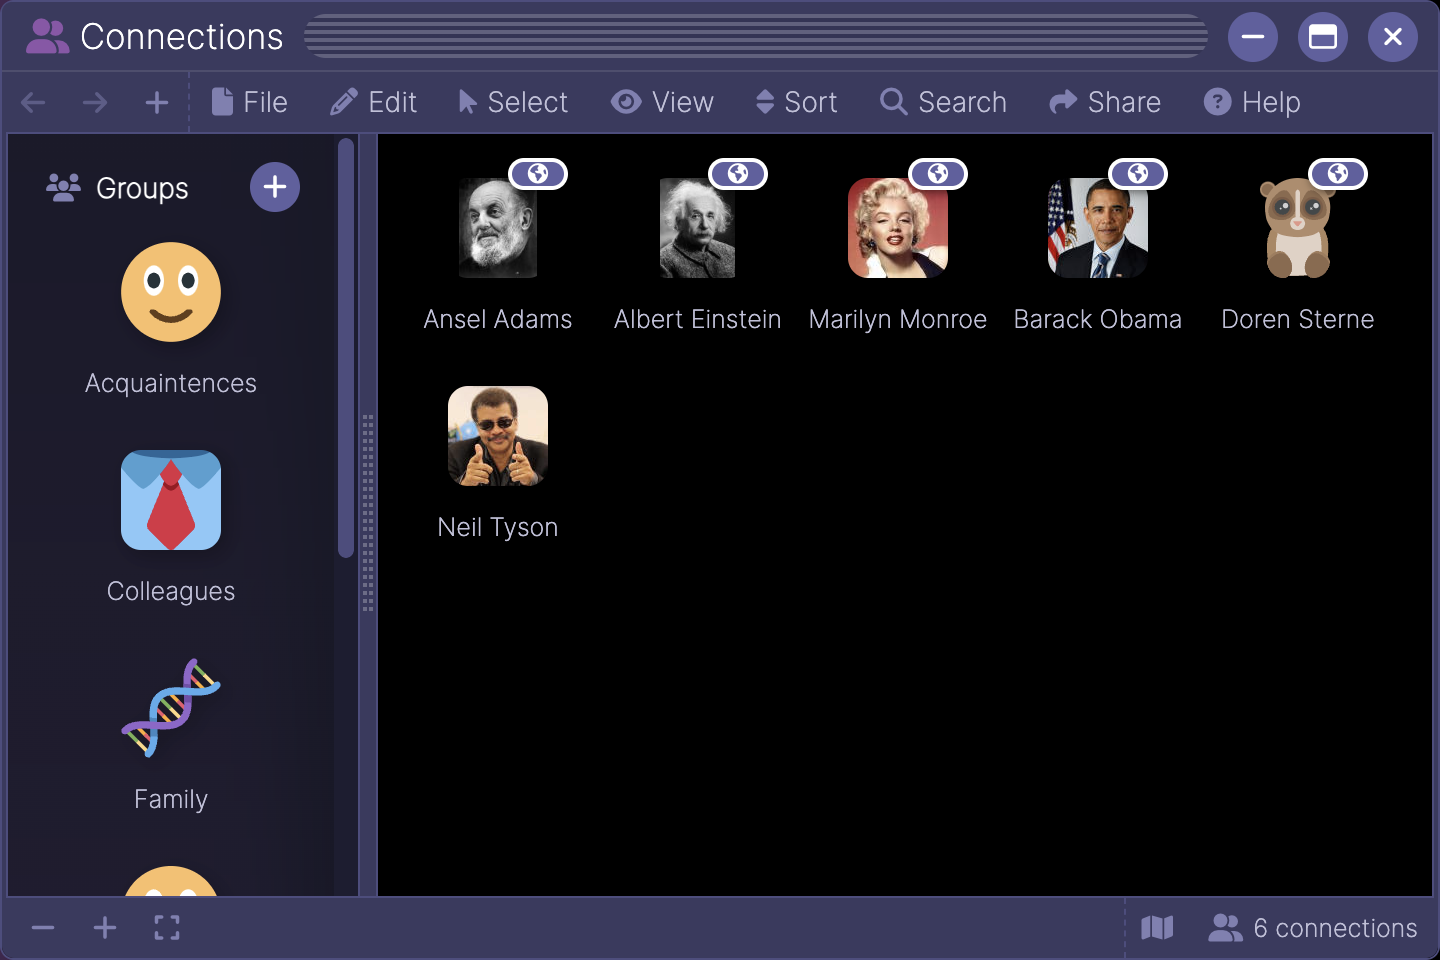 Connections
File
Edit
Select
View
Sort
Search
Share
Help
Groups
Acquaintences
Colleagues
Family
Ansel Adams
Albert Einstein
Marilyn Monroe
Barack Obama
Doren Sterne
Neil Tyson
6 connections